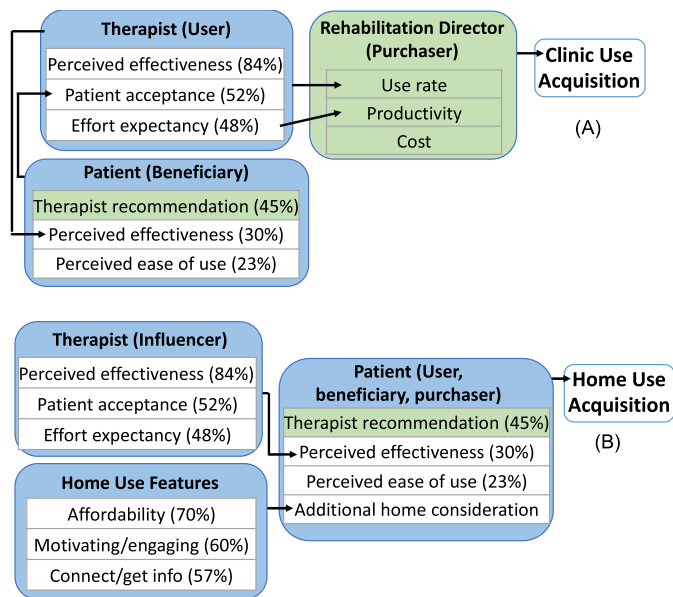 Therapist (User)
Perceived effectiveness (84%)
Patient acceptance (52%)
Effort expectancy (48%)
Rehabilitation Director
(Purchaser)
Use rate
Productivity
Cost
Clinic Use
Acquisition
(A)
Patient (Beneficiary)
Therapist recommendation (45%)
Perceived effectiveness (30%)
Perceived ease of use (23%)
Therapist (Influencer)
Perceived effectiveness (84%)
Patient acceptance (52%)
Effort expectancy (48%)
Home Use Features
Affordability (70%)
Motivating/engaging (60%)
Connect/get info (57%)
Patient (User,
beneficiary, purchaser)
Therapist recommendation (45%)
Perceived effectiveness (30%)
Perceived ease of use (23%)
Additional home consideration
Home Use
Acquisition
(B)